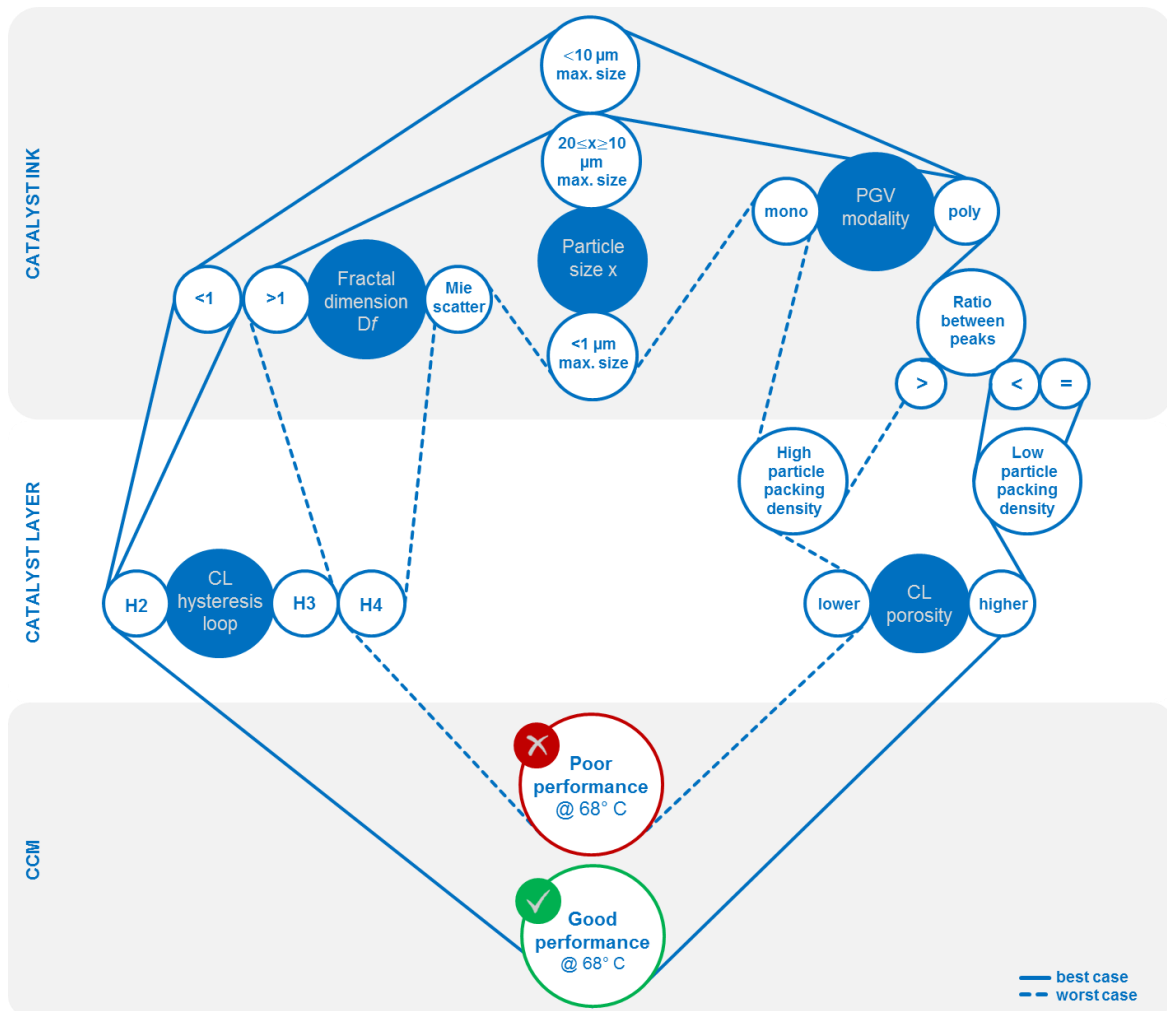 CATALYST INK
<10 µm
max. size
20≤x≥10
µm
max. size
Particle
size x
<1 µm
max. size
<1
>1
Fractal
dimension
Df
Mie
scatter
mono
PGV
modality
poly
Ratio
between
peaks
>
<
=
CATALYST LAYER
High
particle
packing
density
Low
particle
packing
density
H2
CL
hysteresis
loop
H3
H4
lower
CL
porosity
higher
CCM
Poor
performance
@ 68° C
Good
performance
@ 68° C
best case
worst case